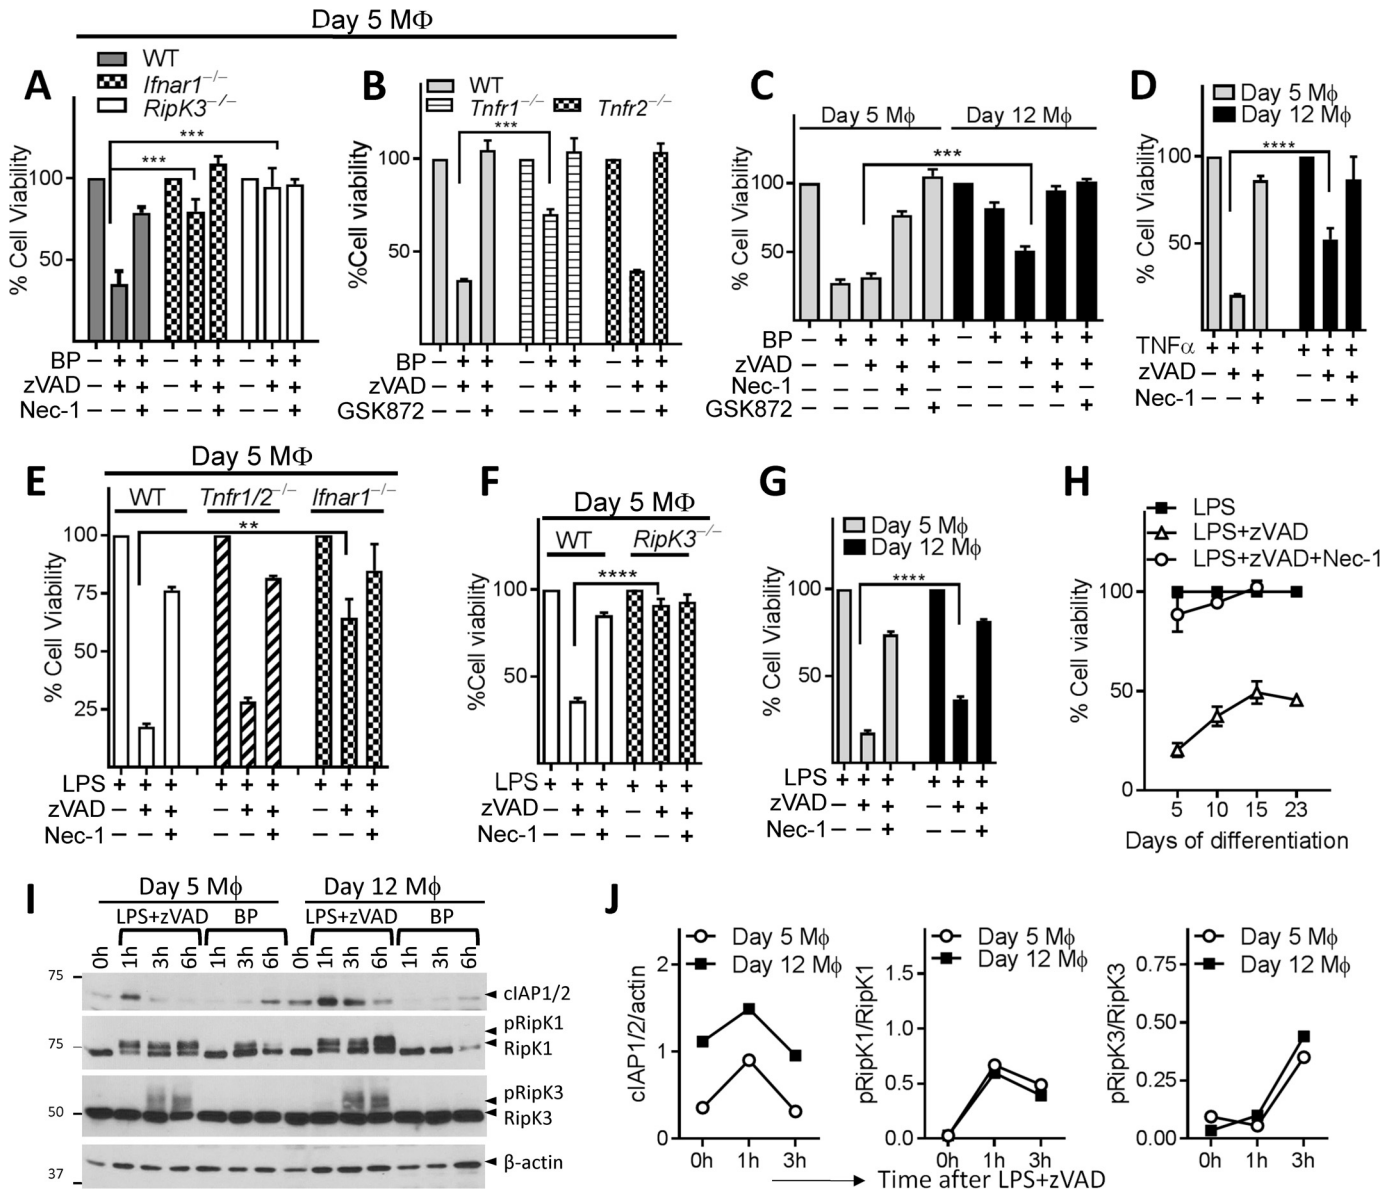 Day 5 MΦ
A
WT
Ifnar1−/−
RipK3−/−
***
***
% Cell Viability
100
50
BP − + + − + + − + +
zVAD − + + − + + − + +
Nec-1 − − + − − + − − +
B
WT
Tnfr1−/− Tnfr2−/−
***
%Cell viability
100
50
BP − + + − + + − + +
zVAD − + + − + + − + +
GSK872 − − + − − + − − +
C
Day 5 Mϕ Day 12 Mϕ
***
% Cell Viability
100
50
BP − + + + + − + + + +
zVAD − − + + + − − + + +
Nec-1 − − − + − − − − + −
GSK872 − − − − + − − − − +
D
Day 5 Mϕ
Day 12 Mϕ
****
% Cell Viability
100
50
TNFα + + + + + +
zVAD − + + − + +
Nec-1 − − + − − +
E
Day 5 MΦ
WT Tnfr1/2−/− Ifnar1−/−
**
% Cell Viability
100
75
50
25
LPS + + + + + + + + +
zVAD − + + − + + − + +
Nec-1 − − + − − + − − +
F
Day 5 MΦ
WT RipK3−/−
****
%Cell viability
100
50
LPS + + + + + +
zVAD − + + − + +
Nec-1 − − + − − +
G
Day 5 Mϕ
Day 12 Mϕ
****
% Cell Viability
100
50
LPS + + + + + +
zVAD − + + − + +
Nec-1 − − + − − +
H
LPS
LPS+zVAD
LPS+zVAD+Nec-1
% Cell viability
100
50
0
5 10 15 23
Days of differentiation
I
Day 5 Mϕ Day 12 Mϕ
LPS+zVAD BP LPS+zVAD BP
0h 1h 3h 6h 1h 3h 6h 0h 1h 3h 6h 1h 3h 6h
75
cIAP1/2
pRipK1
75
RipK1
pRipK3
50
RipK3
β-actin
37
J
Day 5 Mϕ
Day 12 Mϕ
cIAP1/2/actin
2
1
0
0h 1h 3h
Day 5 Mϕ
Day 12 Mϕ
pRipK1/RipK1
1.5
1.0
0.5
0.0
0h 1h 3h
Day 5 Mϕ
Day 12 Mϕ
pRipK3/RipK3
0.75
0.50
0.25
0.00
0h 1h 3h
Time after LPS+zVAD